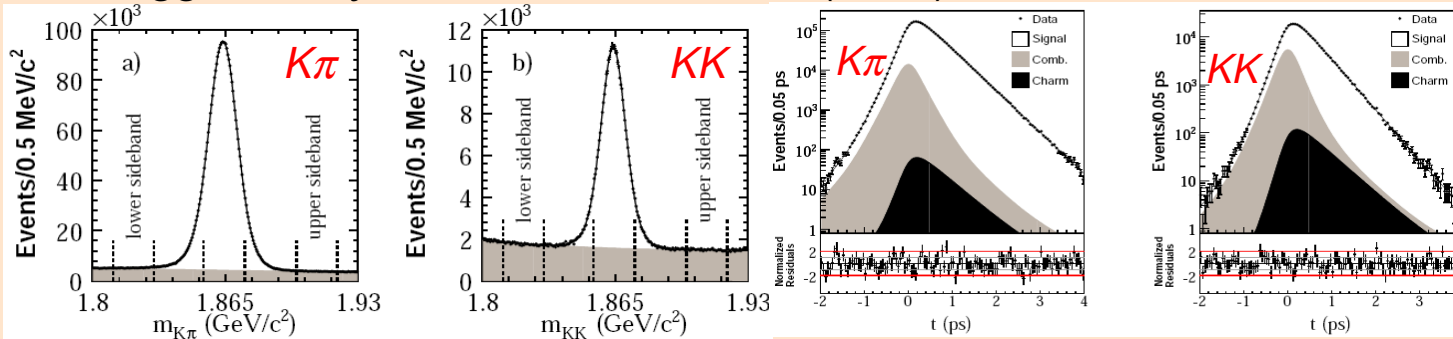 ×10³
100
80
60
40
20
0
Events/0.5 MeV/c²
a)
Kπ
lower sideband
upper sideband
1.8
1.865
1.93
m_Kπ (GeV/c²)
×10³
12
10
8
6
4
2
0
Events/0.5 MeV/c²
b)
KK
lower sideband
upper sideband
1.8
1.865
1.93
m_KK (GeV/c²)
10⁵
10⁴
10³
10²
10
1
Events/0.05 ps
Kπ
Data
Signal
Comb.
Charm
Normalized
Residuals
2
0
-2
-2
-1
0
1
2
3
4
t (ps)
10⁴
10³
10²
10
1
Events/0.05 ps
KK
Data
Signal
Comb.
Charm
Normalized
Residuals
2
0
-2
-2
-1
0
1
2
3
4
t (ps)